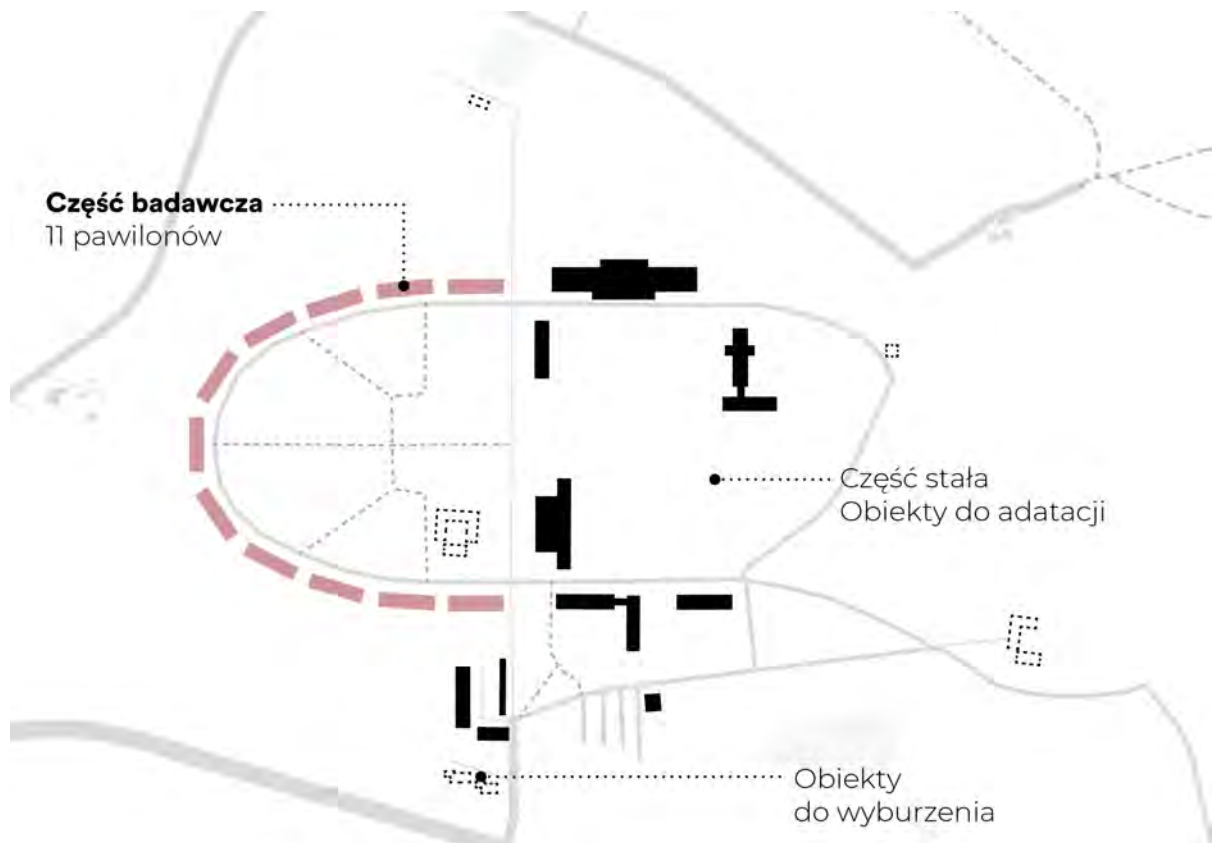 Część badawcza
11 pawilonów
Część stała
Obiekty do adatacji
Obiekty
do wyburzenia